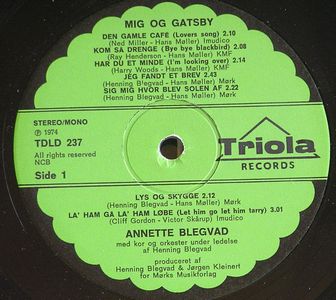 MIG OG GATSBY
DEN GAMLE CAFÉ (Lovers song) 2.10
(Ned Miller - Hans Møller) Imudico
KOM SA DRENGE (Bye bye blackbird) 2.08
(Ray Henderson - Hans Møller) KMF
HAR DU ET MINDE (I'm looking over) 2.14
(Harry Woods - Hans Møller) KMF
JEG FANDT ET BREV 2.43
(Henning Blegvad - Hans Møller) Mørk
SIG MIG HVOR BLEV SOLEN AF 2.22
(Henning Blegvad - Hans Møller) Mørk
STEREO/MONO
℗ 1974
TDLD 237
All rights reserved
NCB
Side 1
Triola
RECORDS
LYS OG SKYGGE 2.12
(Henning Blegvad - Hans Møller) Mørk
LA' HAM GA LA' HAM LØBE (Let him go let him tarry) 3.01
(Cliff Gordon - Victor Skårup) Imudico
ANNETTE BLEGVAD
med kor og orkester under ledelse
af Henning Blegvad
produceret af
Henning Blegvad & Jørgen Kleinert
for Mørks Musikforlag